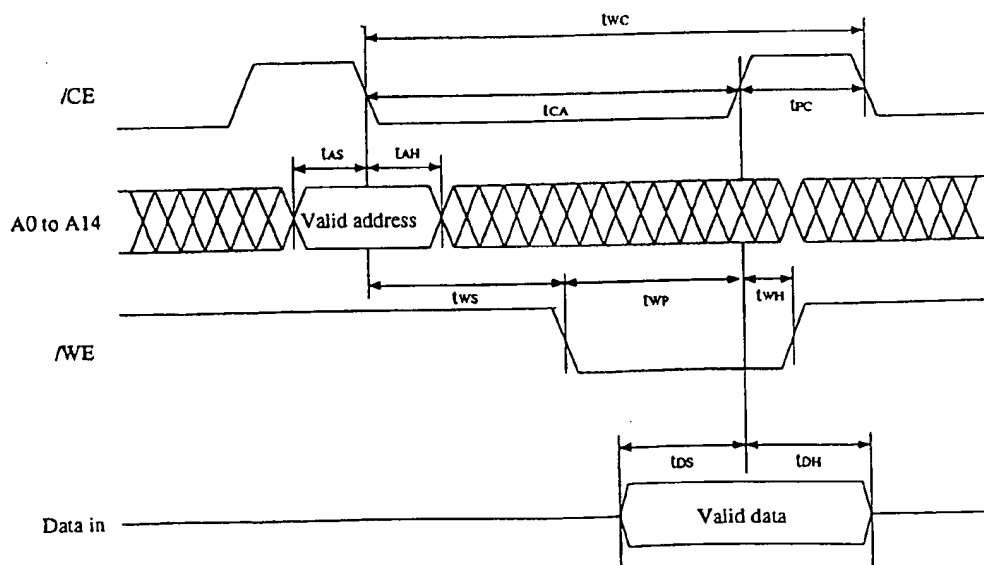 tWC
/CE
tCA
tPC
tAS
tAH
A0 to A14
Valid address
tWS
tWP
tWH
/WE
tDS
tDH
Data in
Valid data